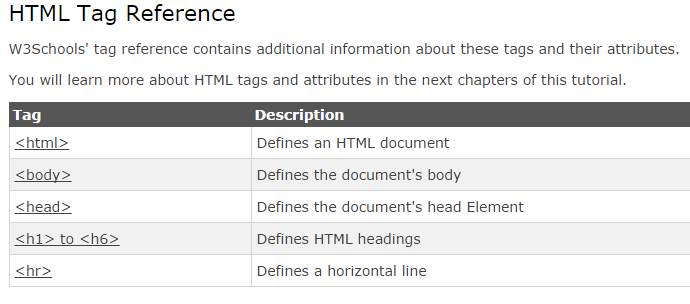 HTML Tag Reference
W3Schools' tag reference contains additional information about these tags and their attributes.
You will learn more about HTML tags and attributes in the next chapters of this tutorial.
Tag Description
<html> Defines an HTML document
<body> Defines the document's body
<head> Defines the document's head Element
<h1> to <h6> Defines HTML headings
<hr> Defines a horizontal line